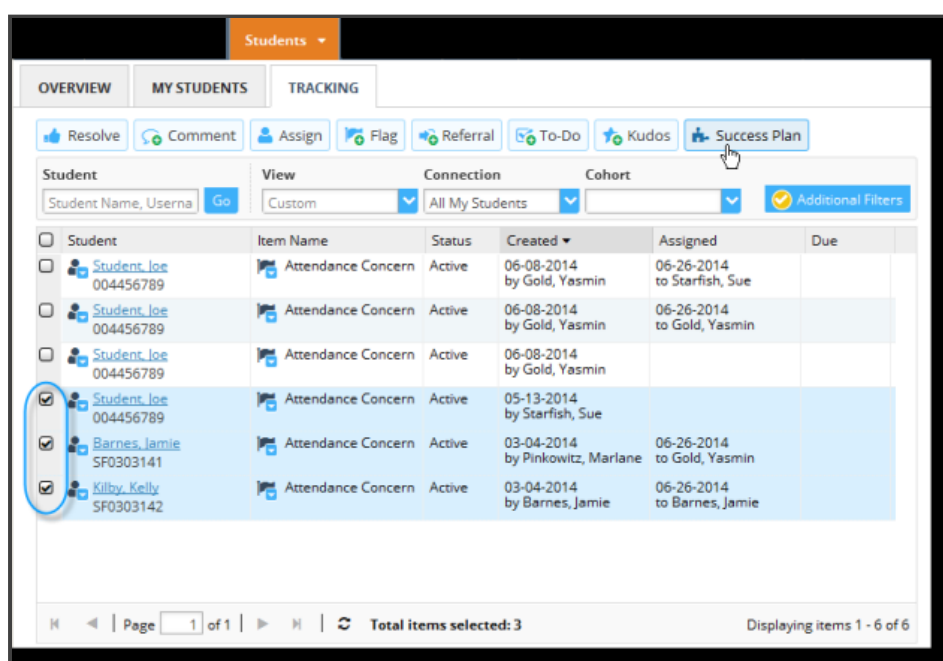 Students
OVERVIEW MY STUDENTS TRACKING
Resolve Comment Assign Flag Referral To-Do Kudos Success Plan
Student View Connection Cohort
Student Name, Userna Go Custom All My Students Additional Filters
Student Item Name Status Created Assigned Due
Student, Joe Attendance Concern Active 06-08-2014 06-26-2014
004456789 by Gold, Yasmin to Starfish, Sue
Student, Joe Attendance Concern Active 06-08-2014 06-26-2014
004456789 by Gold, Yasmin to Gold, Yasmin
Student, Joe Attendance Concern Active 06-08-2014
004456789 by Gold, Yasmin
Student, Joe Attendance Concern Active 05-13-2014
004456789 by Starfish, Sue
Barnes, Jamie Attendance Concern Active 03-04-2014 06-26-2014
SF0303141 by Pinkowitz, Marlane to Gold, Yasmin
Kilby, Kelly Attendance Concern Active 03-04-2014 06-26-2014
SF0303142 by Barnes, Jamie to Barnes, Jamie
Page 1 of 1 Total items selected: 3 Displaying items 1 - 6 of 6